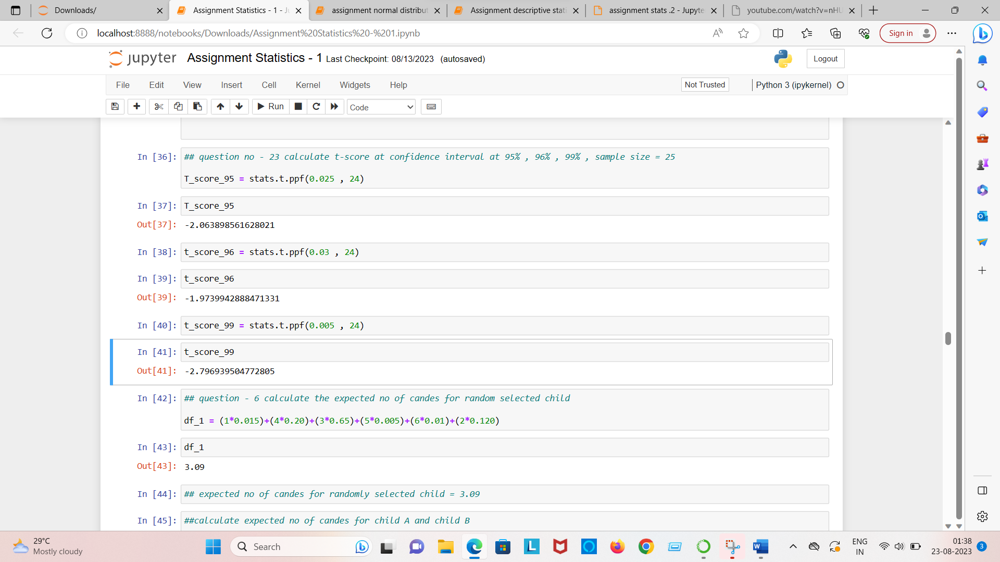 Downloads/
Assignment Statistics - 1 - Ju
assignment normal distribut
Assignment descriptive stati
assignment stats .2 - Jupyte
youtube.com/watch?v=nHU
localhost:8888/notebooks/Downloads/Assignment%20Statistics%20-%201.ipynb
Sign in
jupyter Assignment Statistics - 1 Last Checkpoint: 08/13/2023 (autosaved)
Logout
File Edit View Insert Cell Kernel Widgets Help
Not Trusted
Python 3 (ipykernel)
Run
Code
In [36]: ## question no - 23 calculate t-score at confidence interval at 95% , 96% , 99% , sample size = 25
T_score_95 = stats.t.ppf(0.025 , 24)
In [37]: T_score_95
Out[37]: -2.063898561628021
In [38]: t_score_96 = stats.t.ppf(0.03 , 24)
In [39]: t_score_96
Out[39]: -1.9739942888471331
In [40]: t_score_99 = stats.t.ppf(0.005 , 24)
In [41]: t_score_99
Out[41]: -2.796939504772805
In [42]: ## question - 6 calculate the expected no of candes for random selected child
df_1 = (1*0.015)+(4*0.20)+(3*0.65)+(5*0.005)+(6*0.01)+(2*0.120)
In [43]: df_1
Out[43]: 3.09
In [44]: ## expected no of candes for randomly selected child = 3.09
In [45]: ##calculate expected no of candes for child A and child B
29°C
Mostly cloudy
Search
ENG
IN
01:38
23-08-2023
3